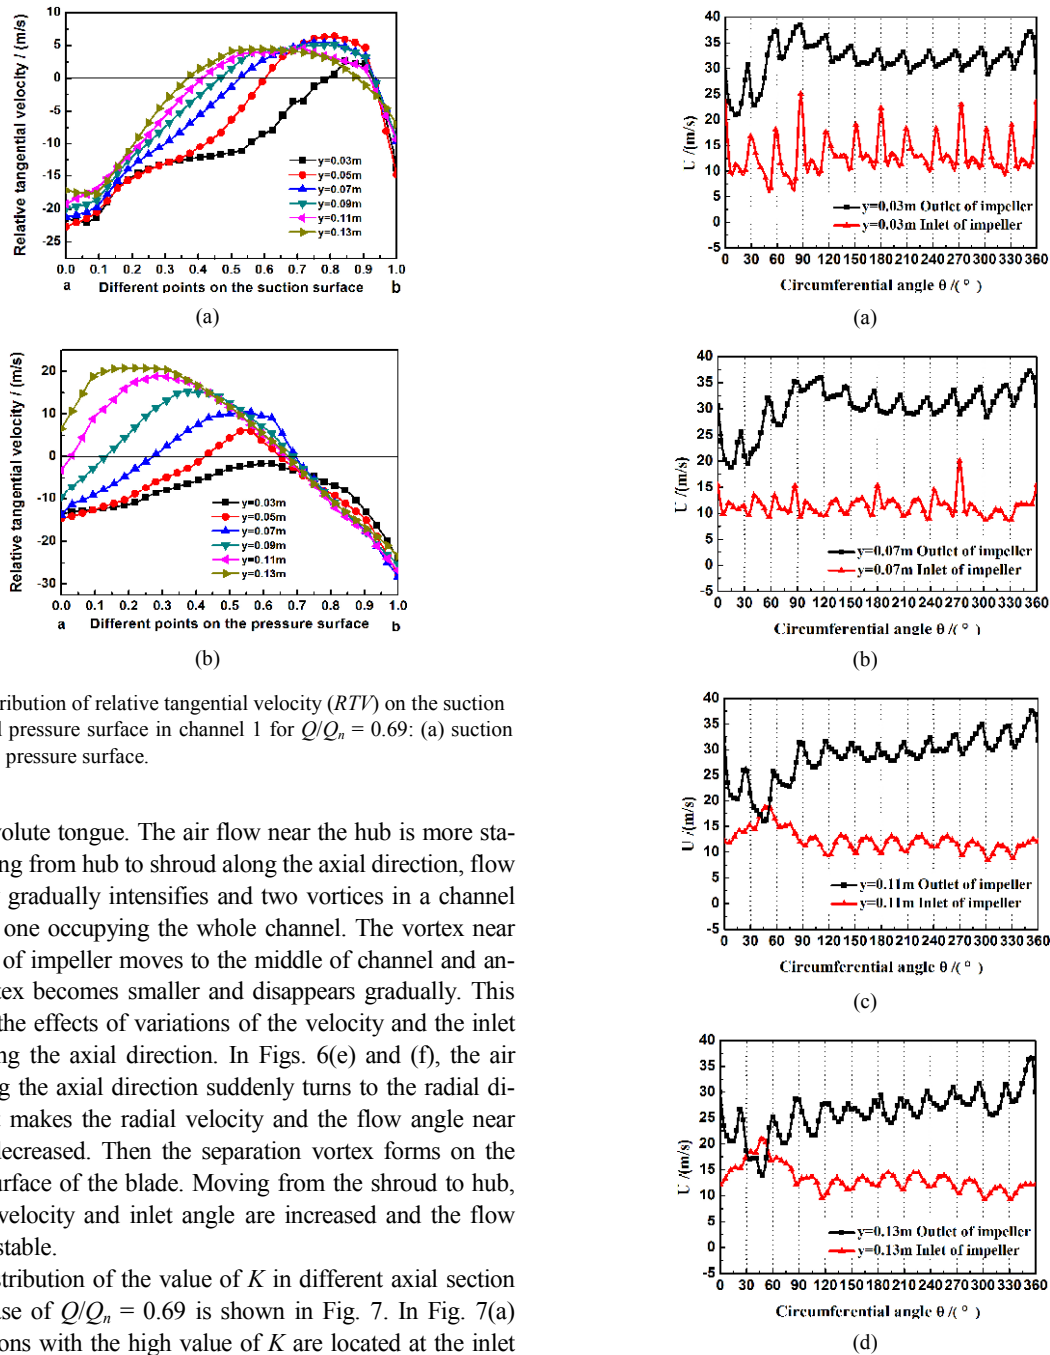 10
5
0
-5
-10
-15
-20
-25
Relative tangential velocity / (m/s)
y=0.03m
y=0.05m
y=0.07m
y=0.09m
y=0.11m
y=0.13m
0.0 0.1 0.2 0.3 0.4 0.5 0.6 0.7 0.8 0.9 1.0
a Different points on the suction surface b
(a)
20
10
0
-10
-20
-30
Relative tangential velocity / (m/s)
y=0.03m
y=0.05m
y=0.07m
y=0.09m
y=0.11m
y=0.13m
0.0 0.1 0.2 0.3 0.4 0.5 0.6 0.7 0.8 0.9 1.0
a Different points on the pressure surface b
(b)
ribution of relative tangential velocity (RTV) on the suction
l pressure surface in channel 1 for Q/Qn = 0.69: (a) suction
pressure surface.
volute tongue. The air flow near the hub is more sta-
ing from hub to shroud along the axial direction, flow
gradually intensifies and two vortices in a channel
one occupying the whole channel. The vortex near
of impeller moves to the middle of channel and an-
tex becomes smaller and disappears gradually. This
the effects of variations of the velocity and the inlet
ng the axial direction. In Figs. 6(e) and (f), the air
g the axial direction suddenly turns to the radial di-
t makes the radial velocity and the flow angle near
decreased. Then the separation vortex forms on the
urface of the blade. Moving from the shroud to hub,
velocity and inlet angle are increased and the flow
stable.
stribution of the value of K in different axial section
ase of Q/Qn = 0.69 is shown in Fig. 7. In Fig. 7(a)
ons with the high value of K are located at the inlet
40
35
30
25
20
15
10
5
0
-5
U /(m/s)
y=0.03m Outlet of impeller
y=0.03m Inlet of impeller
0 30 60 90 120 150 180 210 240 270 300 330 360
Circumferential angle θ /(°)
(a)
40
35
30
25
20
15
10
5
0
-5
U /(m/s)
y=0.07m Outlet of impeller
y=0.07m Inlet of impeller
0 30 60 90 120 150 180 210 240 270 300 330 360
Circumferential angle θ /(°)
(b)
40
35
30
25
20
15
10
5
0
-5
U /(m/s)
y=0.11m Outlet of impeller
y=0.11m Inlet of impeller
0 30 60 90 120 150 180 210 240 270 300 330 360
Circumferential angle θ /(°)
(c)
40
35
30
25
20
15
10
5
0
-5
U /(m/s)
y=0.13m Outlet of impeller
y=0.13m Inlet of impeller
0 30 60 90 120 150 180 210 240 270 300 330 360
Circumferential angle θ /(°)
(d)